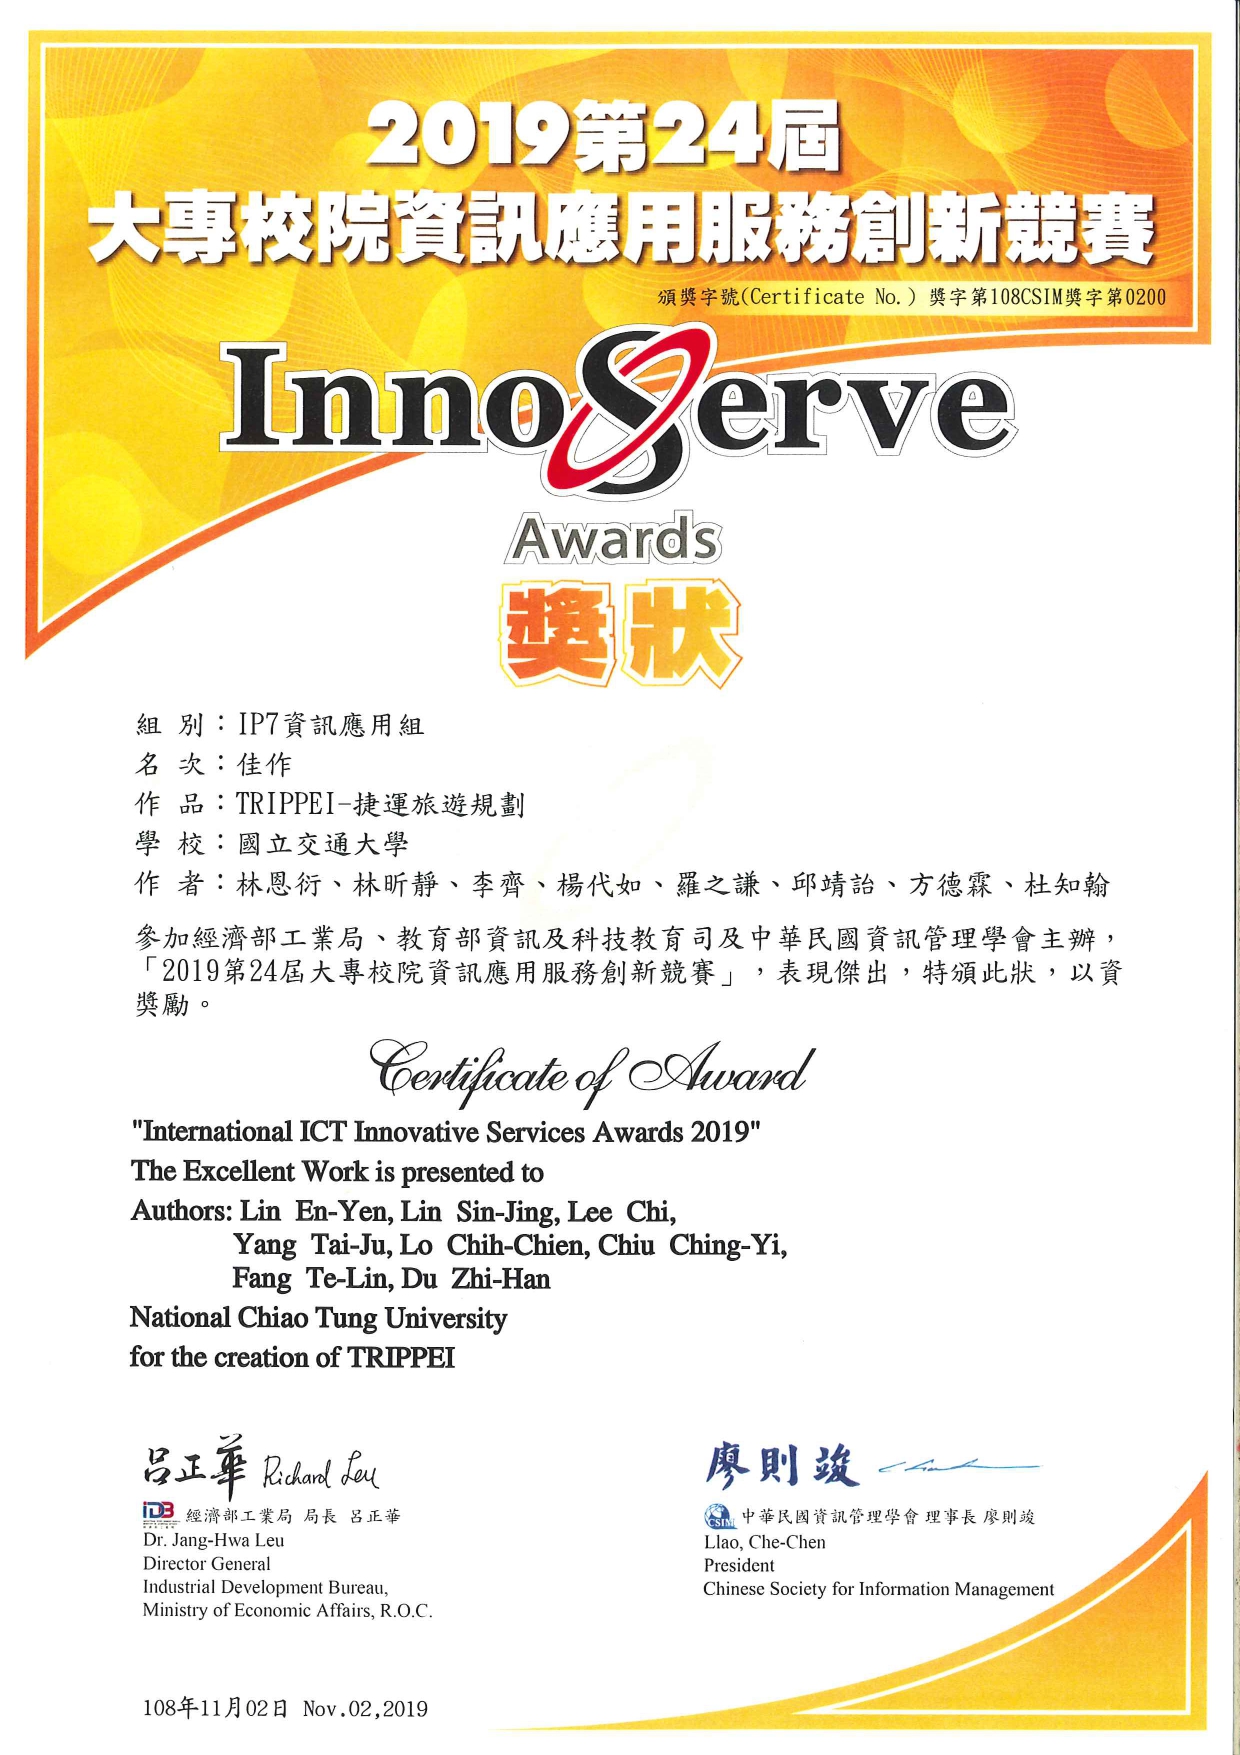 2019第24屆
大專校院資訊應用服務創新競賽
頒獎字號(Certificate No.) 獎字第108CSIM獎字第0200
InnoServe
Awards
獎狀
組 別：IP7資訊應用組
名 次：佳作
作 品：TRIPPEI-捷運旅遊規劃
學 校：國立交通大學
作 者：林恩衍、林昕靜、李齊、楊代如、羅之謙、邱靖詒、方德霖、杜知翰
參加經濟部工業局、教育部資訊及科技教育司及中華民國資訊管理學會主辦，
「2019第24屆大專校院資訊應用服務創新競賽」，表現傑出，特頒此狀，以資
獎勵。
Certificate of Award
"International ICT Innovative Services Awards 2019"
The Excellent Work is presented to
Authors: Lin En-Yen, Lin Sin-Jing, Lee Chi,
Yang Tai-Ju, Lo Chih-Chien, Chiu Ching-Yi,
Fang Te-Lin, Du Zhi-Han
National Chiao Tung University
for the creation of TRIPPEI
呂正華 Richard Leu
IDB 經濟部工業局 局長 呂正華
Dr. Jang-Hwa Leu
Director General
Industrial Development Bureau,
Ministry of Economic Affairs, R.O.C.
廖則竣
CSIM 中華民國資訊管理學會 理事長 廖則竣
Llao, Che-Chen
President
Chinese Society for Information Management
108年11月02日 Nov.02,2019